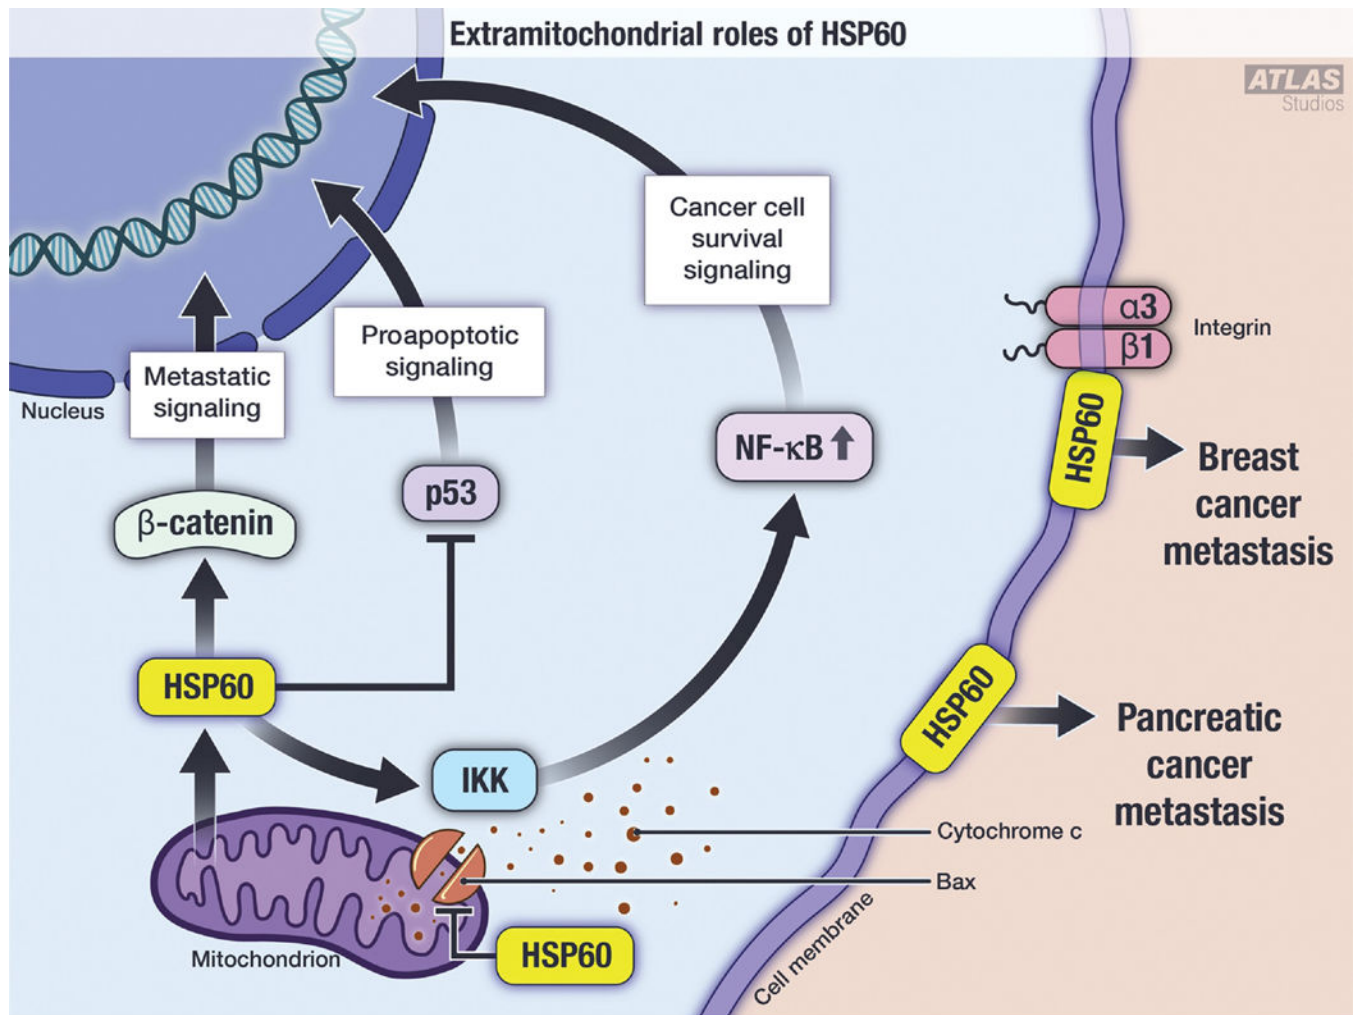 Extramitochondrial roles of HSP60
ATLAS
Studios
Cancer cell
survival
signaling
α3
β1
Integrin
Proapoptotic
signaling
Metastatic
signaling
Nucleus
HSP60
Breast
cancer
metastasis
NF-κB
p53
β-catenin
HSP60
HSP60
Pancreatic
cancer
metastasis
IKK
Cytochrome c
Bax
HSP60
Mitochondrion
Cell membrane